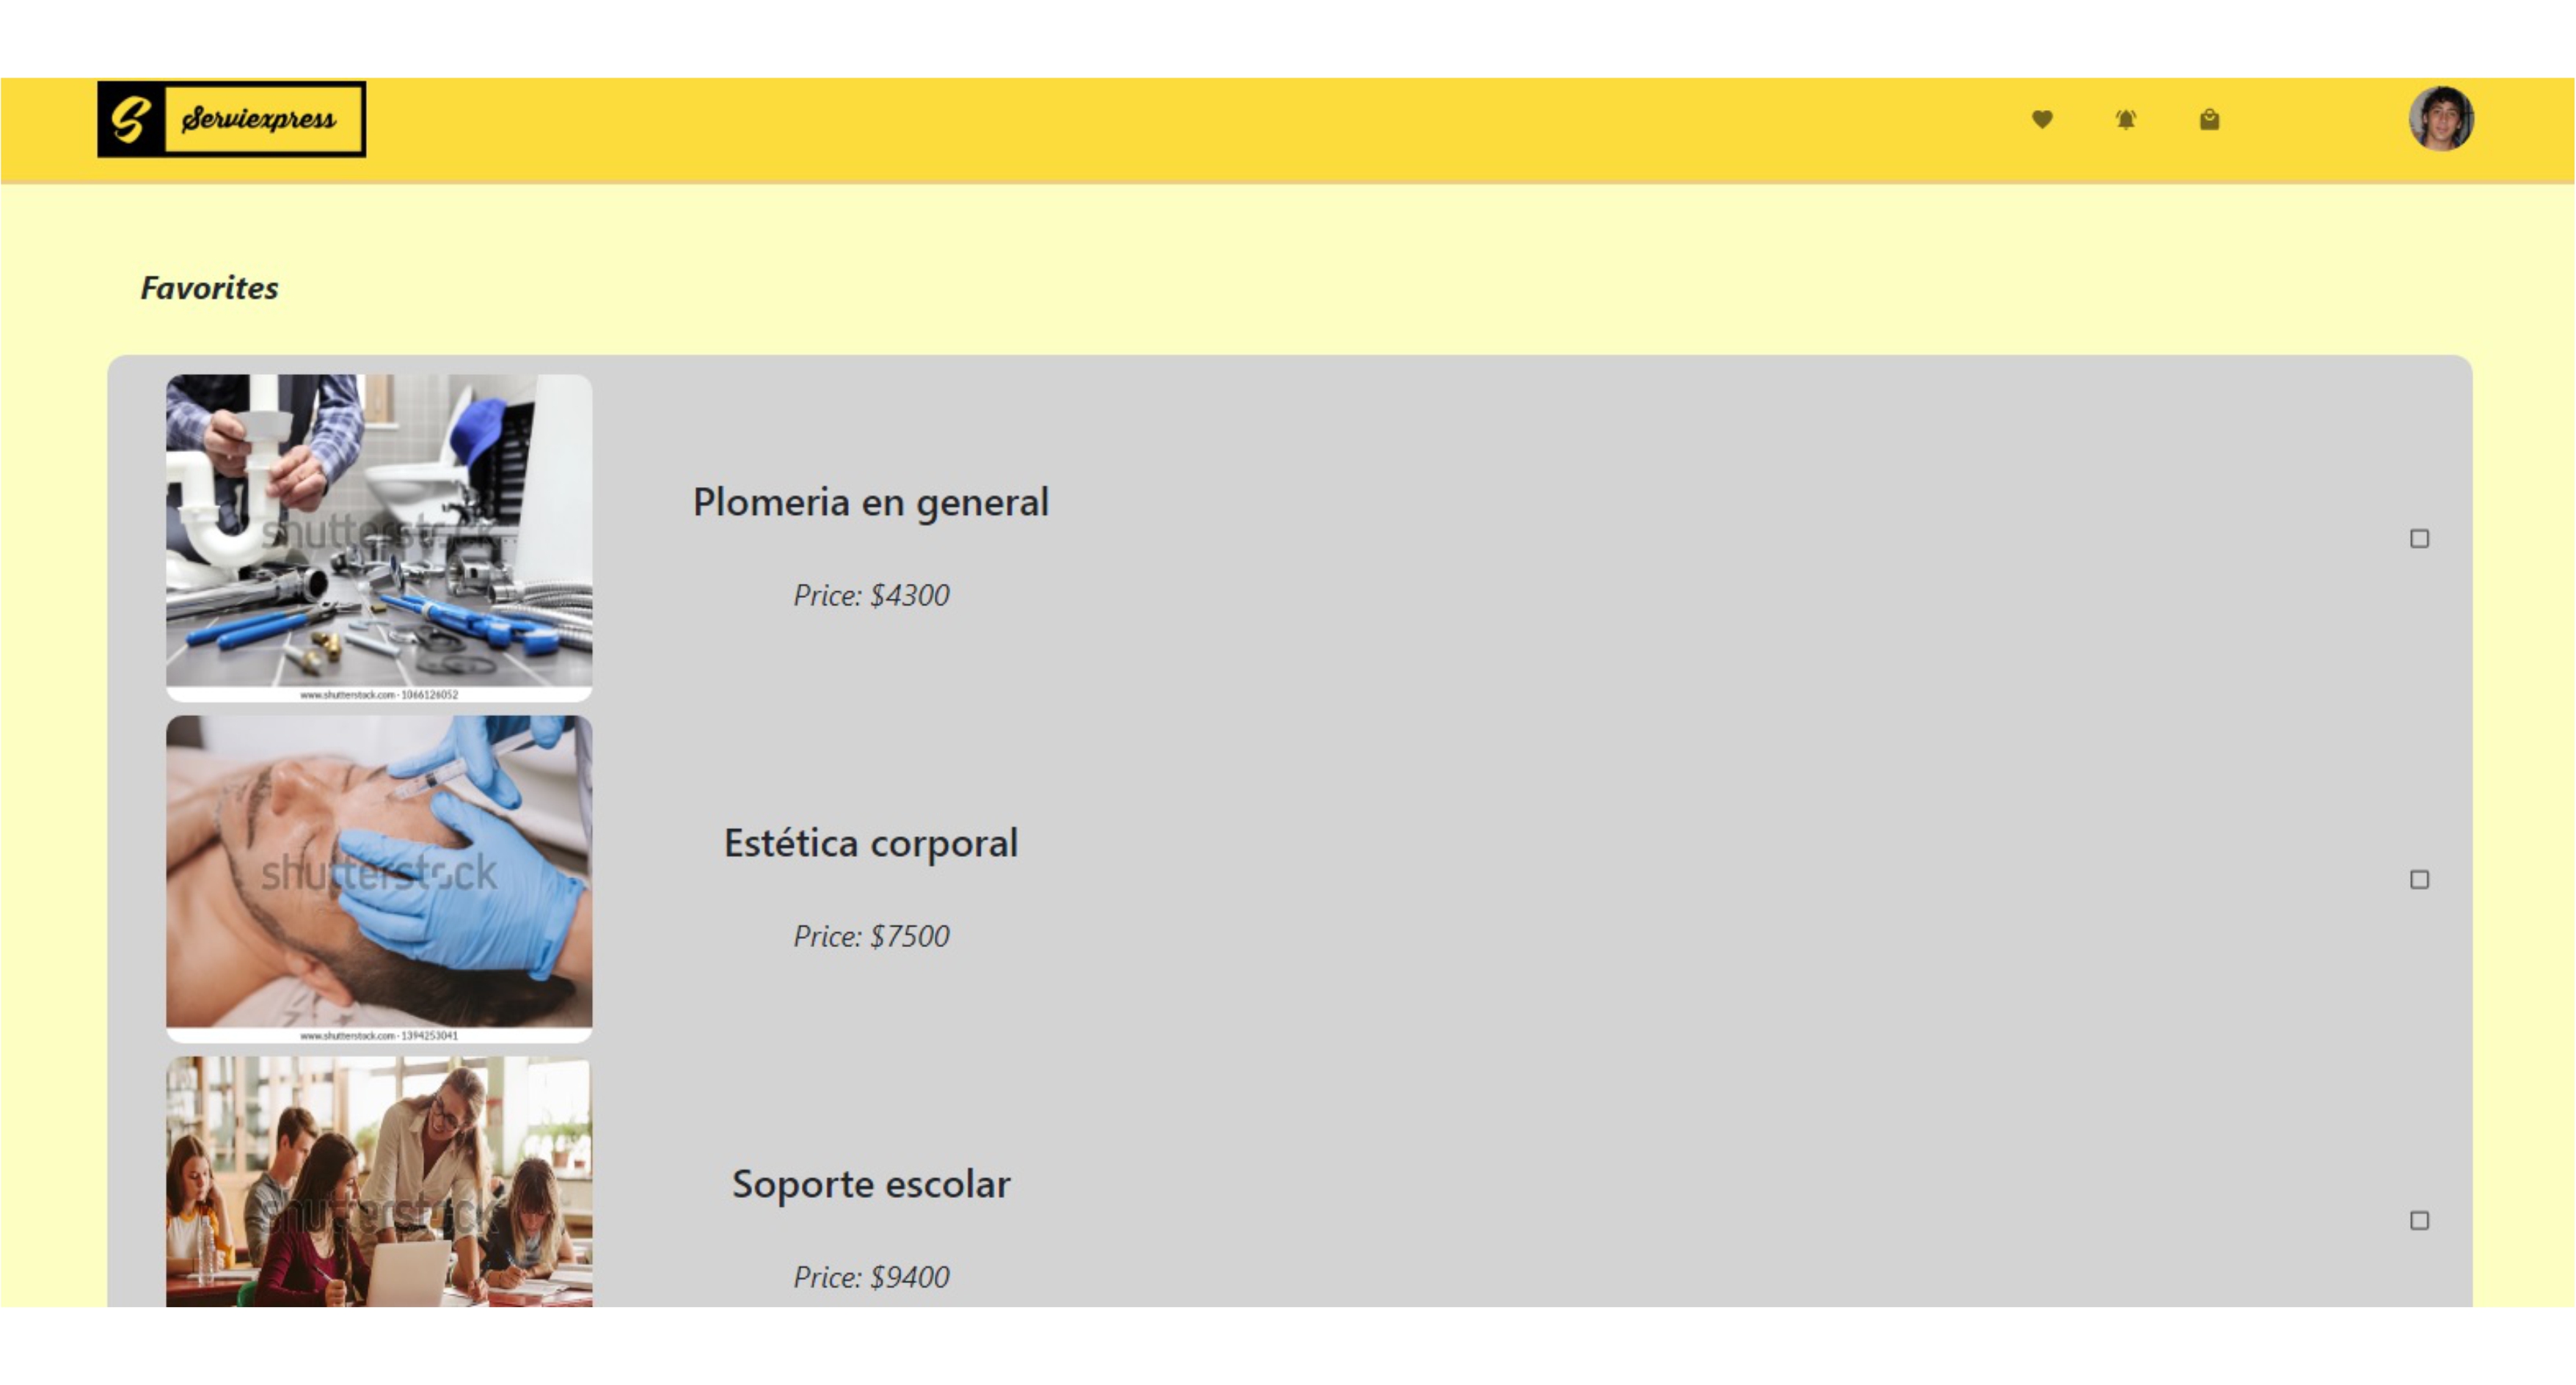 S Serviexpress
Favorites
shutterstock
Plomeria en general
Price: $4300
www.shutterstock.com · 1066126052
shutterstock
Estética corporal
Price: $7500
www.shutterstock.com · 1394253041
shutterstock
Soporte escolar
Price: $9400